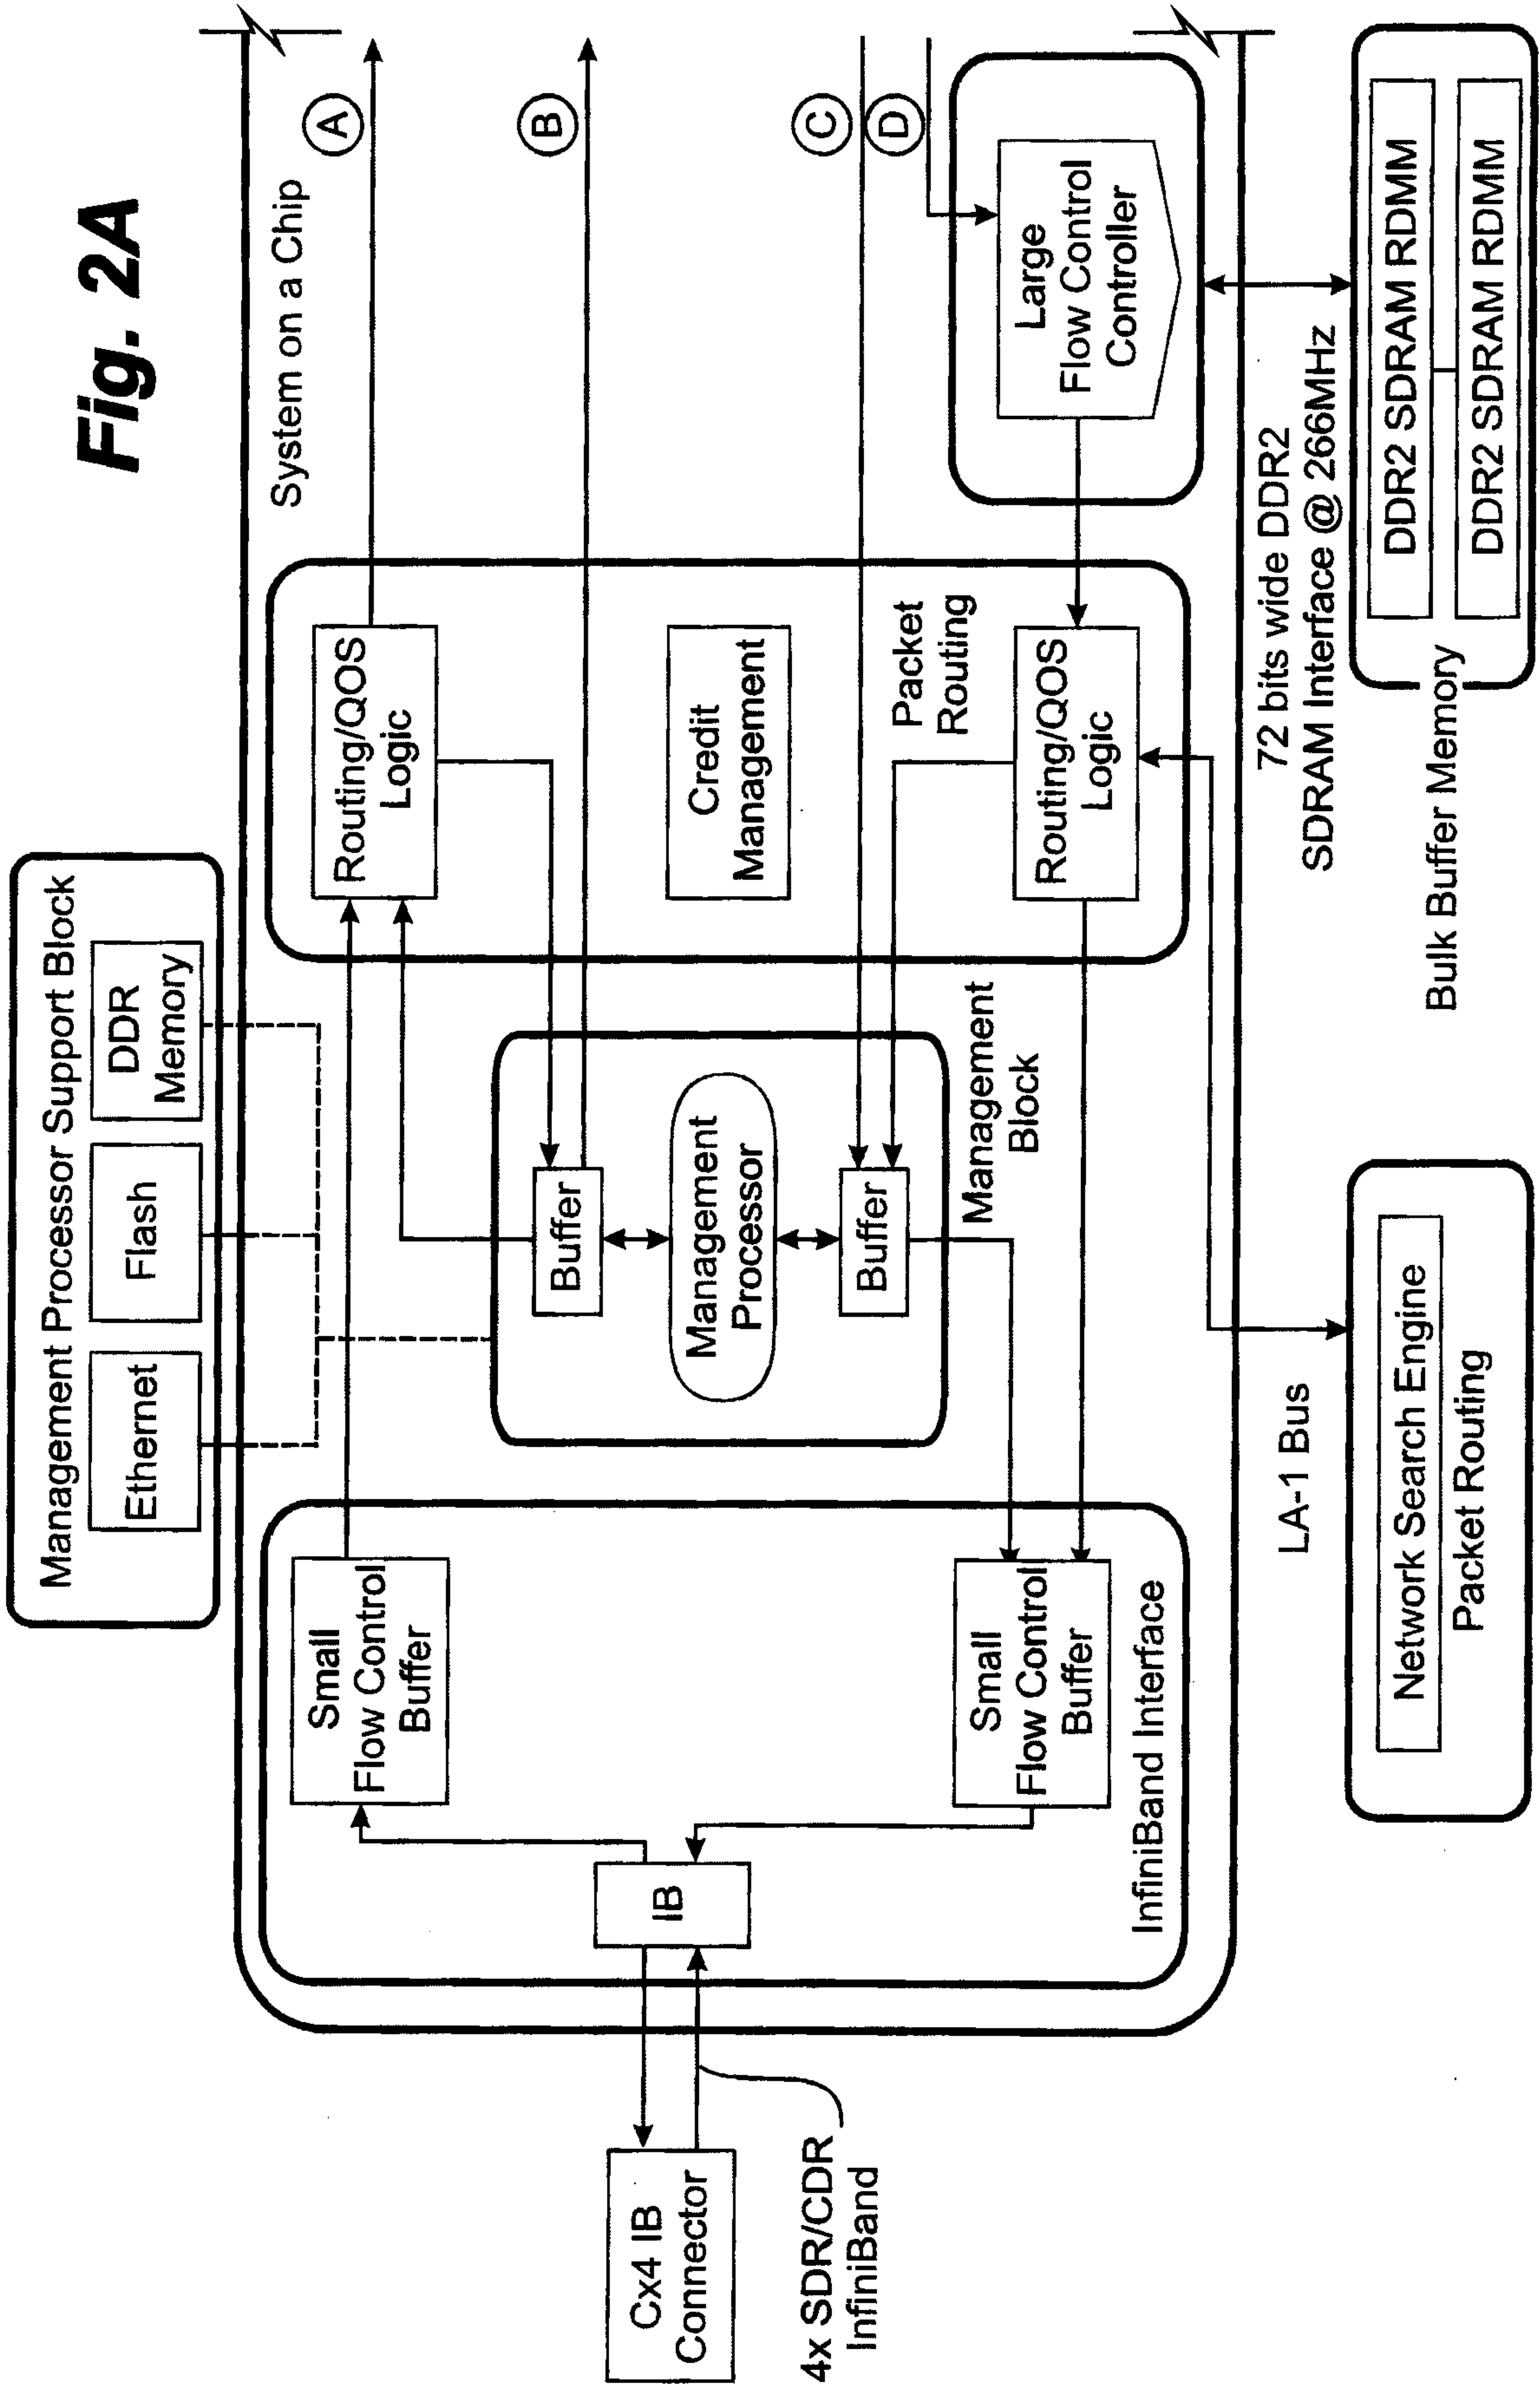 Fig. 2A
Management Processor Support Block
Ethernet
Flash
DDR
Memory
System on a Chip
A
B
C
D
Small
Flow Control
Buffer
Routing/QOS
Logic
Buffer
Management
Processor
Buffer
Management
Block
Credit
Management
Packet
Routing
Routing/QOS
Logic
Large
Flow Control
Controller
IB
Small
Flow Control
Buffer
InfiniBand Interface
Cx4 IB
Connector
4x SDR/CDR
InfiniBand
LA-1 Bus
Network Search Engine
Packet Routing
72 bits wide DDR2
SDRAM Interface @ 266MHz
Bulk Buffer Memory
DDR2 SDRAM RDMM
DDR2 SDRAM RDMM